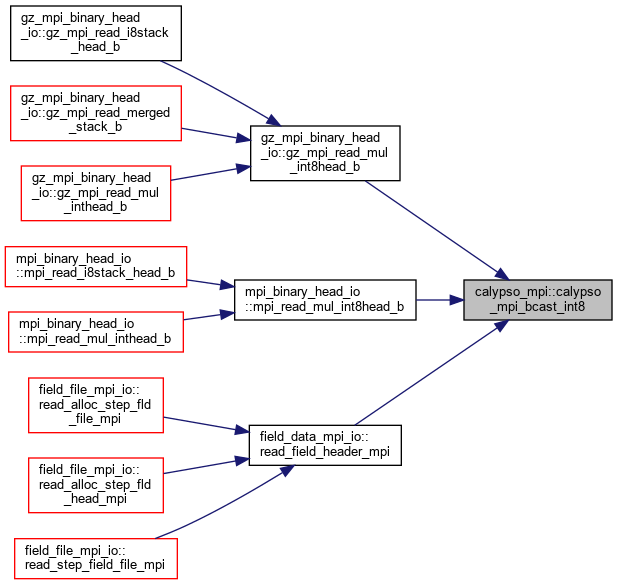 gz_mpi_binary_head
_io::gz_mpi_read_i8stack
_head_b
gz_mpi_binary_head
_io::gz_mpi_read_merged
_stack_b
gz_mpi_binary_head
_io::gz_mpi_read_mul
_inthead_b
gz_mpi_binary_head
_io::gz_mpi_read_mul
_int8head_b
mpi_binary_head_io
::mpi_read_i8stack_head_b
mpi_binary_head_io
::mpi_read_mul_inthead_b
mpi_binary_head_io
::mpi_read_mul_int8head_b
calypso_mpi::calypso
_mpi_bcast_int8
field_file_mpi_io::
read_alloc_step_fld
_file_mpi
field_file_mpi_io::
read_alloc_step_fld
_head_mpi
field_file_mpi_io::
read_step_field_file_mpi
field_data_mpi_io::
read_field_header_mpi